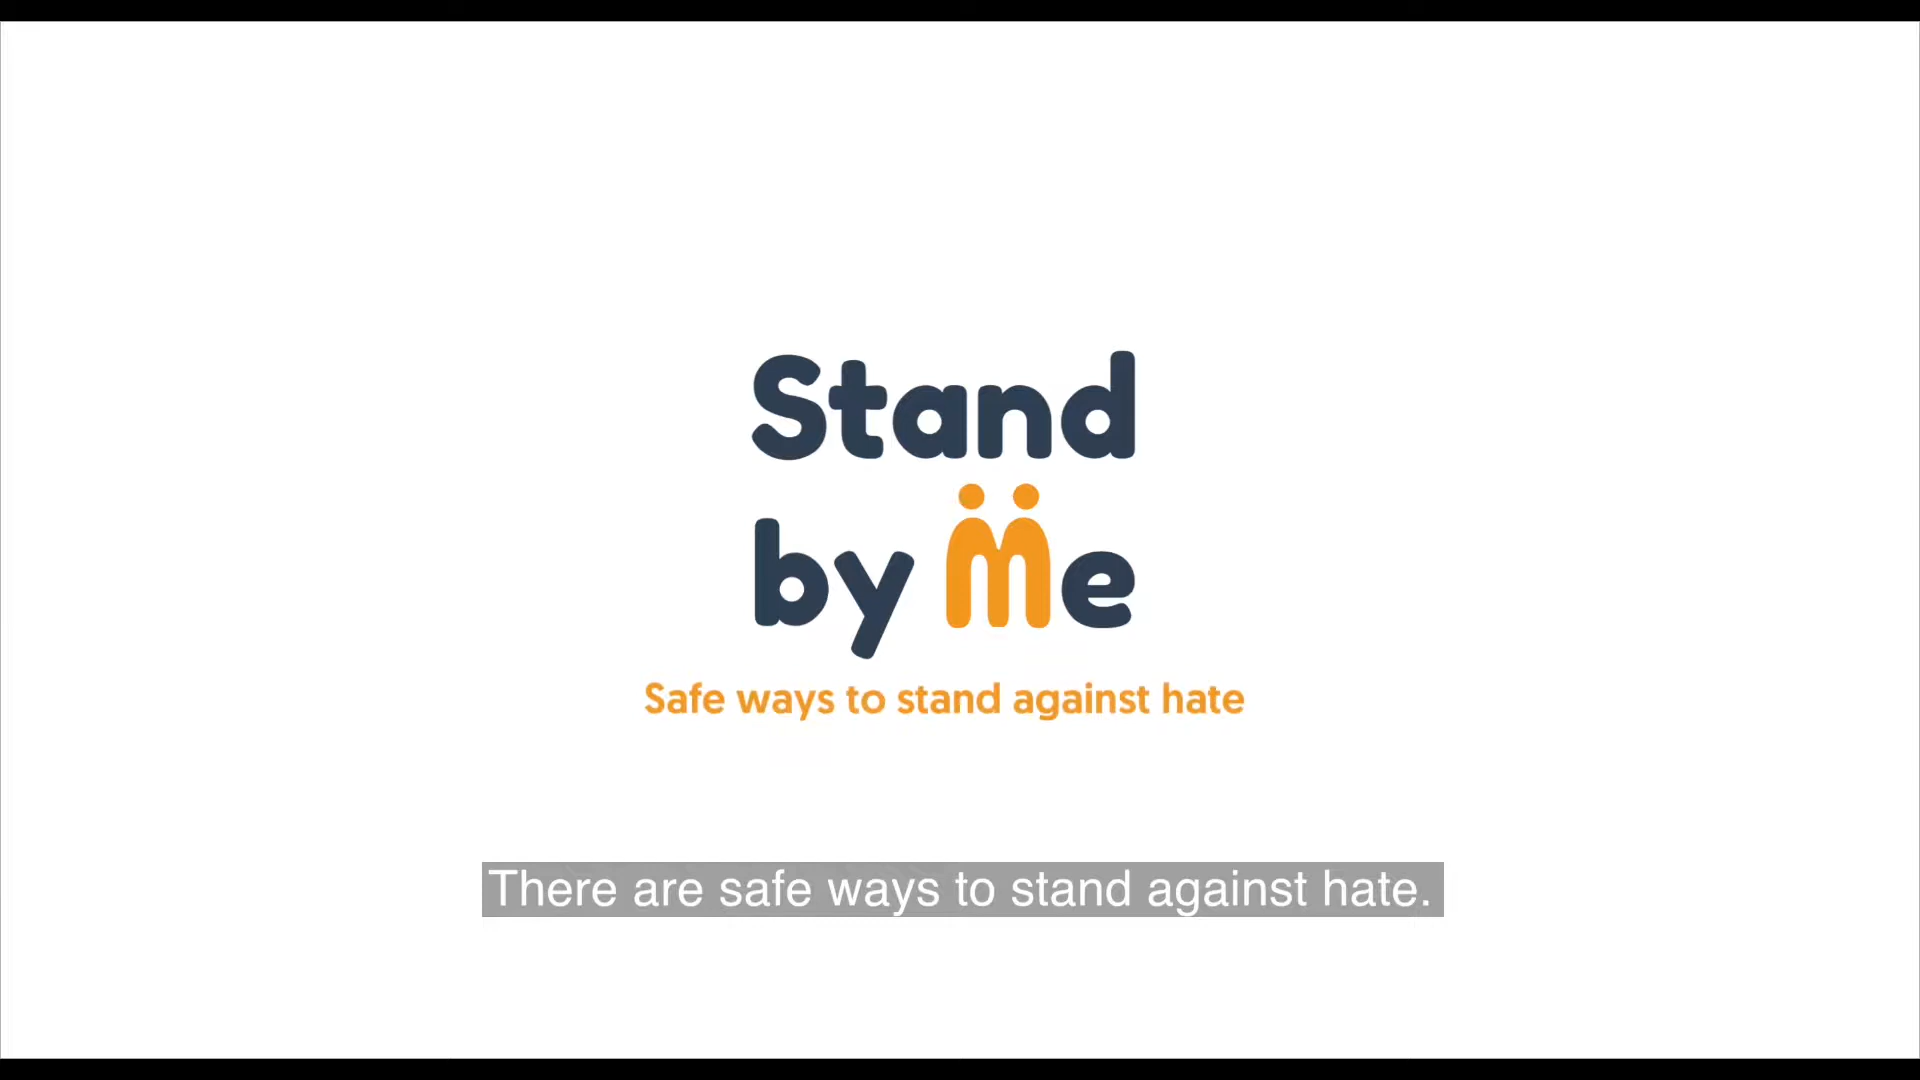 Stand
by Me
Safe ways to stand against hate
There are safe ways to stand against hate.